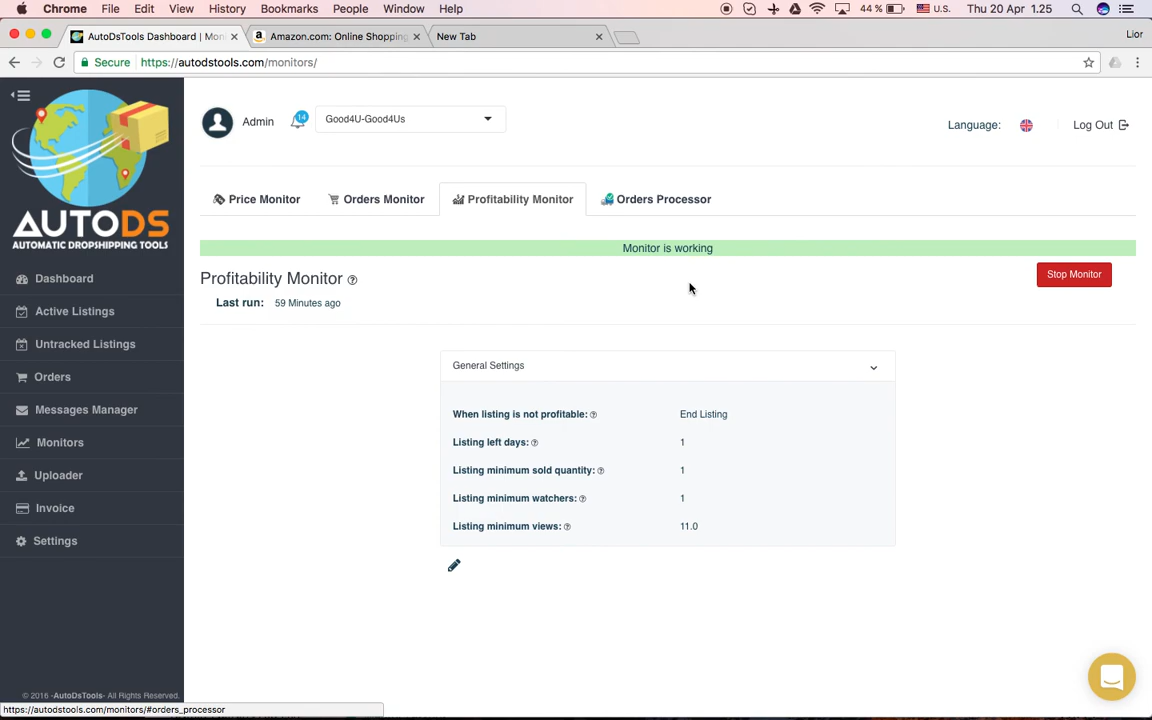 Chrome File Edit View History Bookmarks People Window Help 44 % U.S. Thu 20 Apr 1.25
AutoDsTools Dashboard | Moni Amazon.com: Online Shopping New Tab Lior
Secure https://autodstools.com/monitors/
Admin 14 Good4U-Good4Us Language: Log Out
AUTODS
AUTOMATIC DROPSHIPPING TOOLS
Dashboard
Active Listings
Untracked Listings
Orders
Messages Manager
Monitors
Uploader
Invoice
Settings
Price Monitor Orders Monitor Profitability Monitor Orders Processor
Monitor is working
Profitability Monitor Stop Monitor
Last run: 59 Minutes ago
General Settings
When listing is not profitable: End Listing
Listing left days: 1
Listing minimum sold quantity: 1
Listing minimum watchers: 1
Listing minimum views: 11.0
© 2016 -AutoDsTools- All Rights Reserved.
https://autodstools.com/monitors/#orders_processor